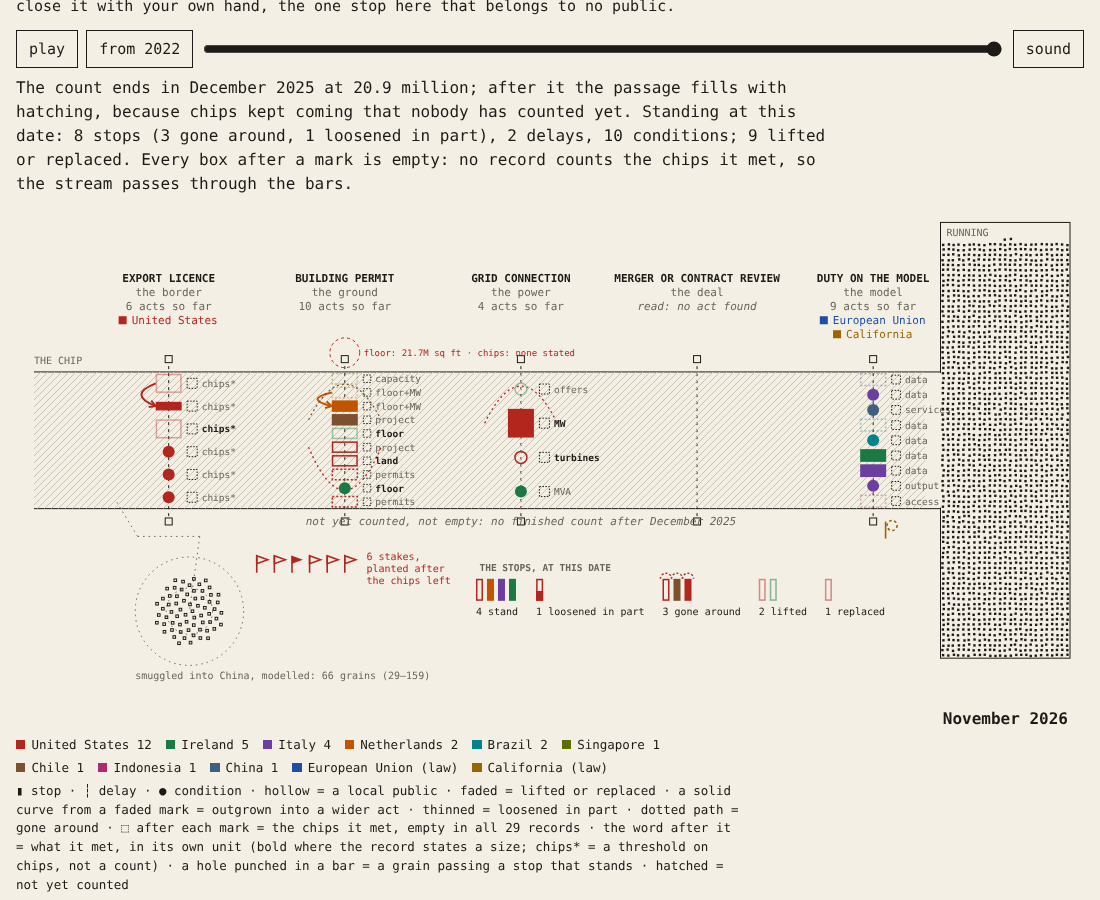 close it with your own hand, the one stop here that belongs to no public.
play
from 2022
sound
The count ends in December 2025 at 20.9 million; after it the passage fills with
hatching, because chips kept coming that nobody has counted yet. Standing at this
date: 8 stops (3 gone around, 1 loosened in part), 2 delays, 10 conditions; 9 lifted
or replaced. Every box after a mark is empty: no record counts the chips it met, so
the stream passes through the bars.
RUNNING
EXPORT LICENCE
the border
6 acts so far
United States
BUILDING PERMIT
the ground
10 acts so far
GRID CONNECTION
the power
4 acts so far
MERGER OR CONTRACT REVIEW
the deal
read: no act found
DUTY ON THE MODEL
the model
9 acts so far
European Union
California
THE CHIP
floor: 21.7M sq ft · chips: none stated
chips*
chips*
chips*
chips*
chips*
chips*
capacity
floor+MW
floor+MW
project
floor
project
land
permits
floor
permits
offers
MW
turbines
MVA
data
data
services
data
data
data
data
output
access
not yet counted, not empty: no finished count after December 2025
6 stakes,
planted after
the chips left
THE STOPS, AT THIS DATE
4 stand
1 loosened in part
3 gone around
2 lifted
1 replaced
smuggled into China, modelled: 66 grains (29–159)
November 2026
United States 12 Ireland 5 Italy 4 Netherlands 2 Brazil 2 Singapore 1
Chile 1 Indonesia 1 China 1 European Union (law) California (law)
▮ stop · ┆ delay · ● condition · hollow = a local public · faded = lifted or replaced · a solid
curve from a faded mark = outgrown into a wider act · thinned = loosened in part · dotted path =
gone around · ⬚ after each mark = the chips it met, empty in all 29 records · the word after it
= what it met, in its own unit (bold where the record states a size; chips* = a threshold on
chips, not a count) · a hole punched in a bar = a grain passing a stop that stands · hatched =
not yet counted